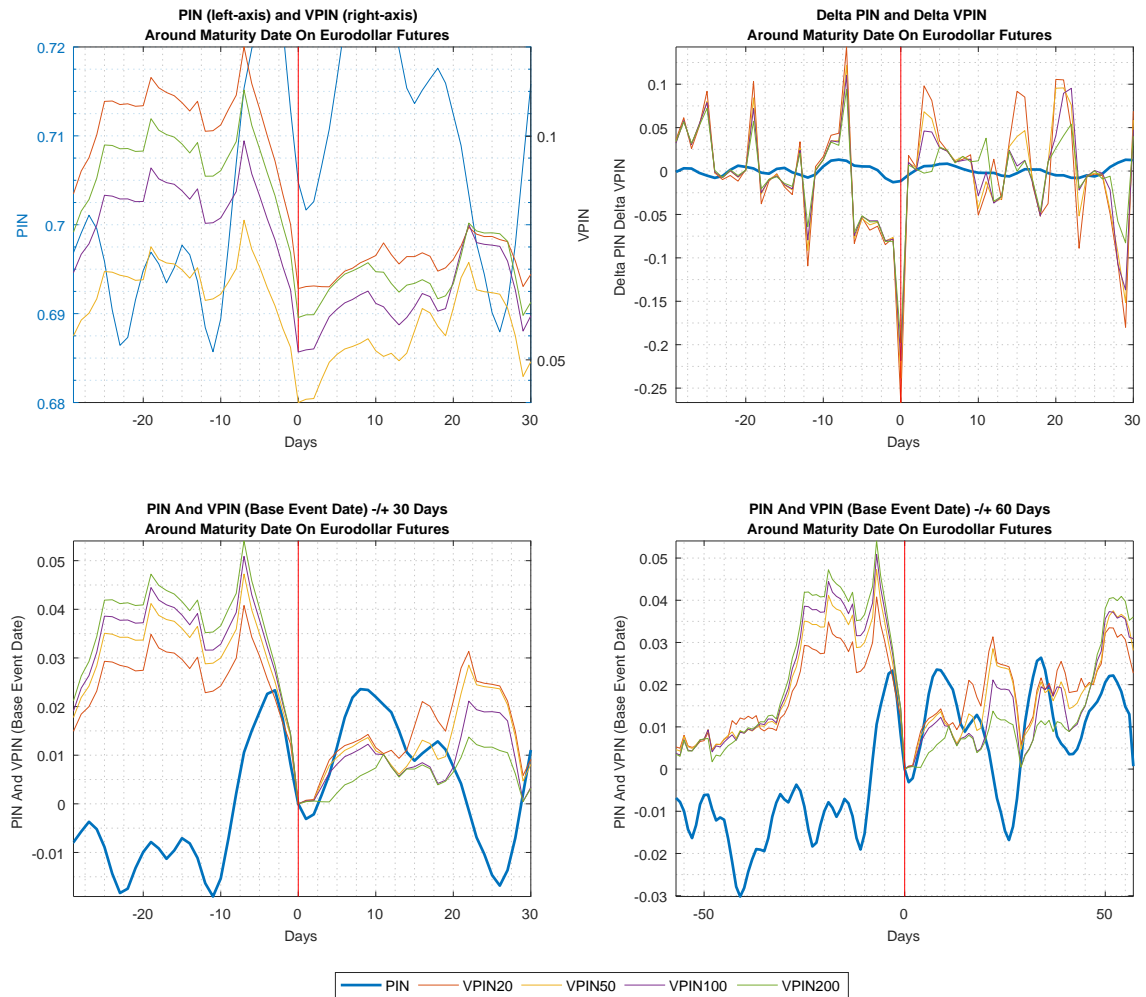 PIN (left-axis) and VPIN (right-axis)
Around Maturity Date On Eurodollar Futures
0.72
0.71
0.7
0.69
0.68
PIN
0.1
0.05
VPIN
-20
-10
0
10
20
30
Days
Delta PIN and Delta VPIN
Around Maturity Date On Eurodollar Futures
0.1
0.05
0
-0.05
-0.1
-0.15
-0.2
-0.25
Delta PIN Delta VPIN
-20
-10
0
10
20
30
Days
PIN And VPIN (Base Event Date) -/+ 30 Days
Around Maturity Date On Eurodollar Futures
0.05
0.04
0.03
0.02
0.01
0
-0.01
PIN And VPIN (Base Event Date)
-20
-10
0
10
20
30
Days
PIN And VPIN (Base Event Date) -/+ 60 Days
Around Maturity Date On Eurodollar Futures
0.05
0.04
0.03
0.02
0.01
0
-0.01
-0.02
-0.03
PIN And VPIN (Base Event Date)
-50
0
50
Days
PIN VPIN20 VPIN50 VPIN100 VPIN200